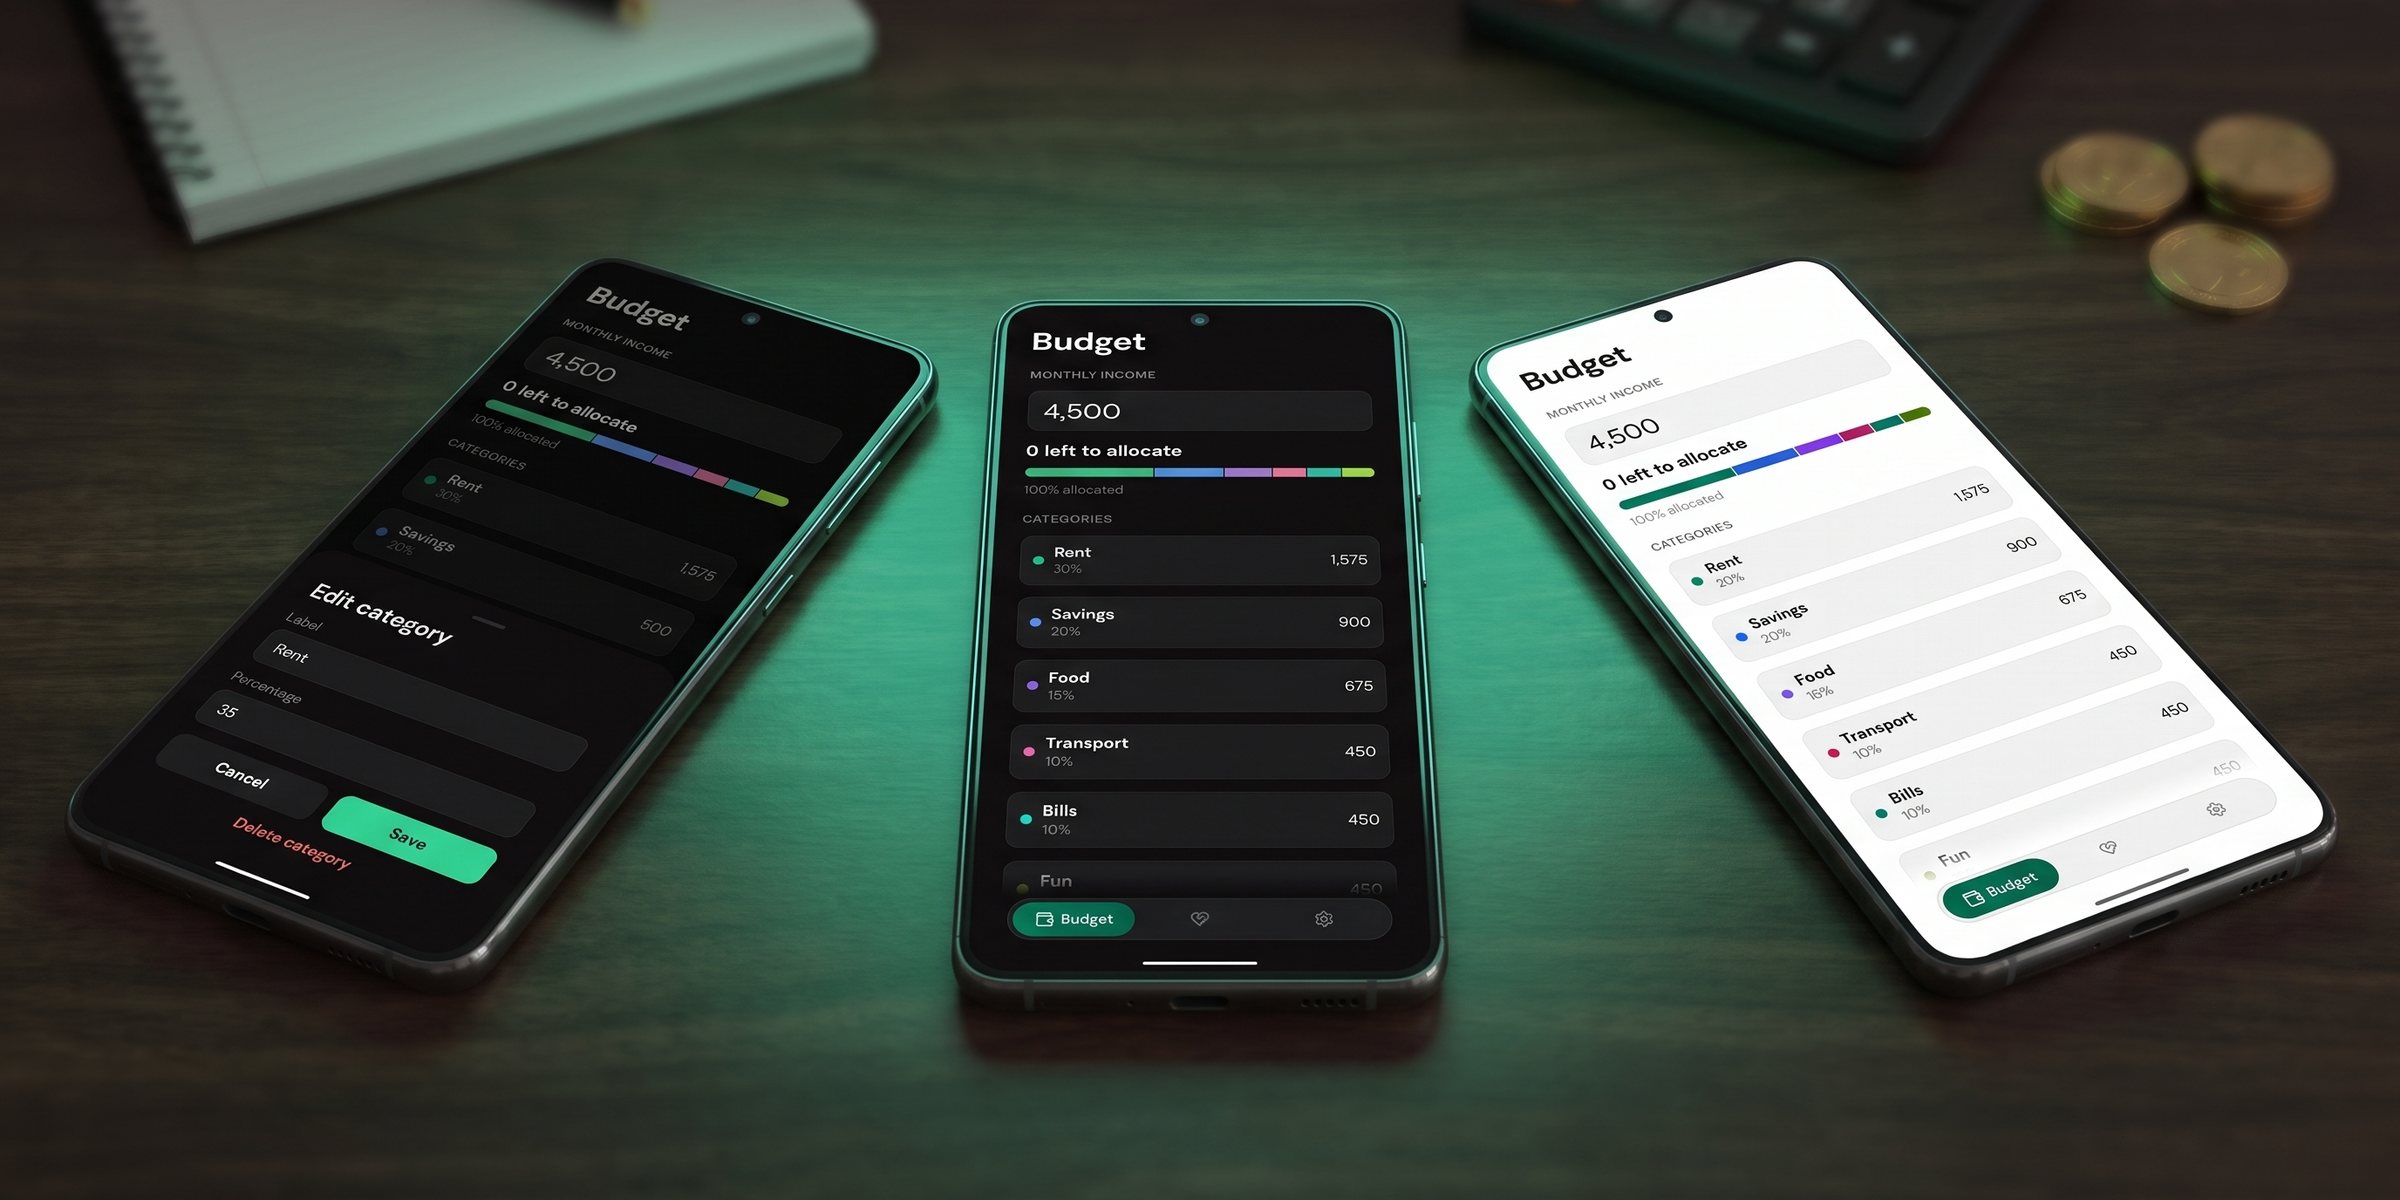 Budget
MONTHLY INCOME
4,500
0 left to allocate
100% allocated
CATEGORIES
Rent
30%
1,575
Savings
20%
500
Edit category
Label
Rent
Percentage
35
Cancel
Save
Delete category
Budget
MONTHLY INCOME
4,500
0 left to allocate
100% allocated
CATEGORIES
Rent
30%
1,575
Savings
20%
900
Food
15%
675
Transport
10%
450
Bills
10%
450
Fun
450
Budget
Budget
MONTHLY INCOME
4,500
0 left to allocate
100% allocated
CATEGORIES
Rent
20%
1,575
Savings
20%
900
Food
16%
675
Transport
10%
450
Bills
10%
450
Fun
450
Budget